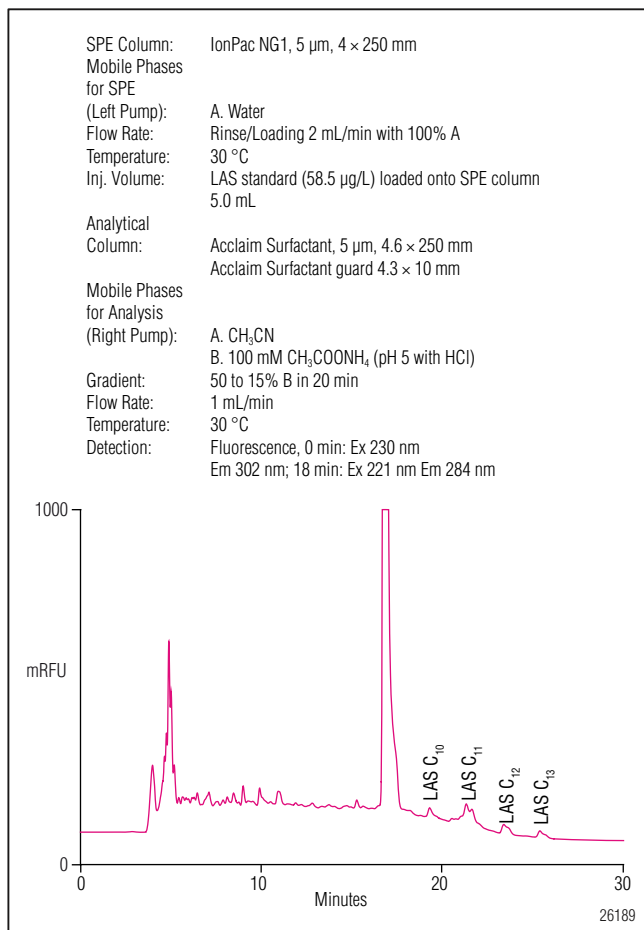 SPE Column: IonPac NG1, 5 µm, 4 × 250 mm
Mobile Phases
for SPE
(Left Pump): A. Water
Flow Rate: Rinse/Loading 2 mL/min with 100% A
Temperature: 30 °C
Inj. Volume: LAS standard (58.5 µg/L) loaded onto SPE column
5.0 mL
Analytical
Column: Acclaim Surfactant, 5 µm, 4.6 × 250 mm
Acclaim Surfactant guard 4.3 × 10 mm
Mobile Phases
for Analysis
(Right Pump): A. CH₃CN
B. 100 mM CH₃COONH₄ (pH 5 with HCl)
Gradient: 50 to 15% B in 20 min
Flow Rate: 1 mL/min
Temperature: 30 °C
Detection: Fluorescence, 0 min: Ex 230 nm
Em 302 nm; 18 min: Ex 221 nm Em 284 nm
1000
mRFU
LAS C₁₀
LAS C₁₁
LAS C₁₂
LAS C₁₃
0
0 10 20 30
Minutes
26189